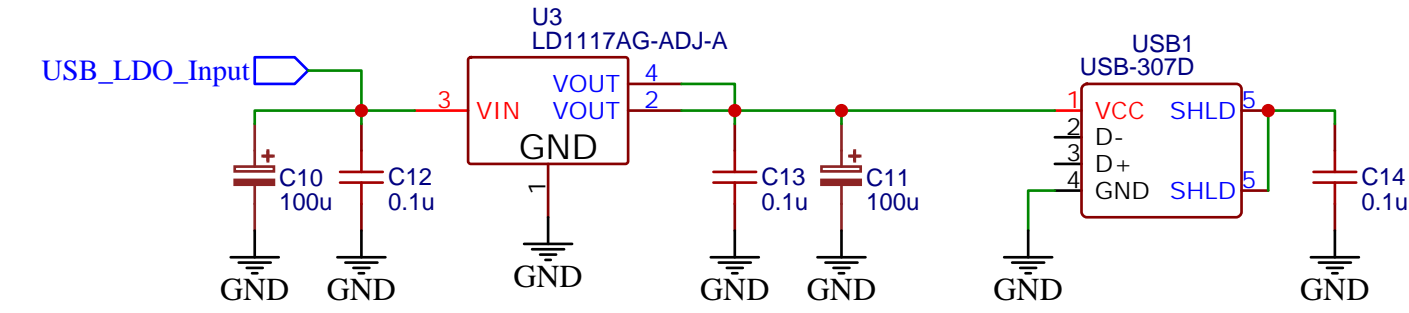 USB_LDO_Input
U3
LD1117AG-ADJ-A
3
VIN
VOUT
4
VOUT
2
GND
1
C10
100u
C12
0.1u
C13
0.1u
C11
100u
USB1
USB-307D
1
VCC
SHLD
5
2
D-
3
D+
4
GND
SHLD
5
C14
0.1u
GND
GND
GND
GND
GND
GND
GND